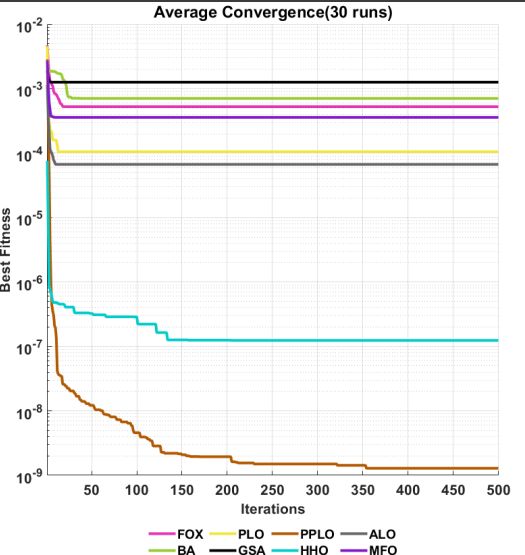 Average Convergence(30 runs)
10-2
10-3
10-4
10-5
10-6
10-7
10-8
10-9
Best Fitness
50 100 150 200 250 300 350 400 450 500
Iterations
FOX PLO PPLO ALO
BA GSA HHO MFO